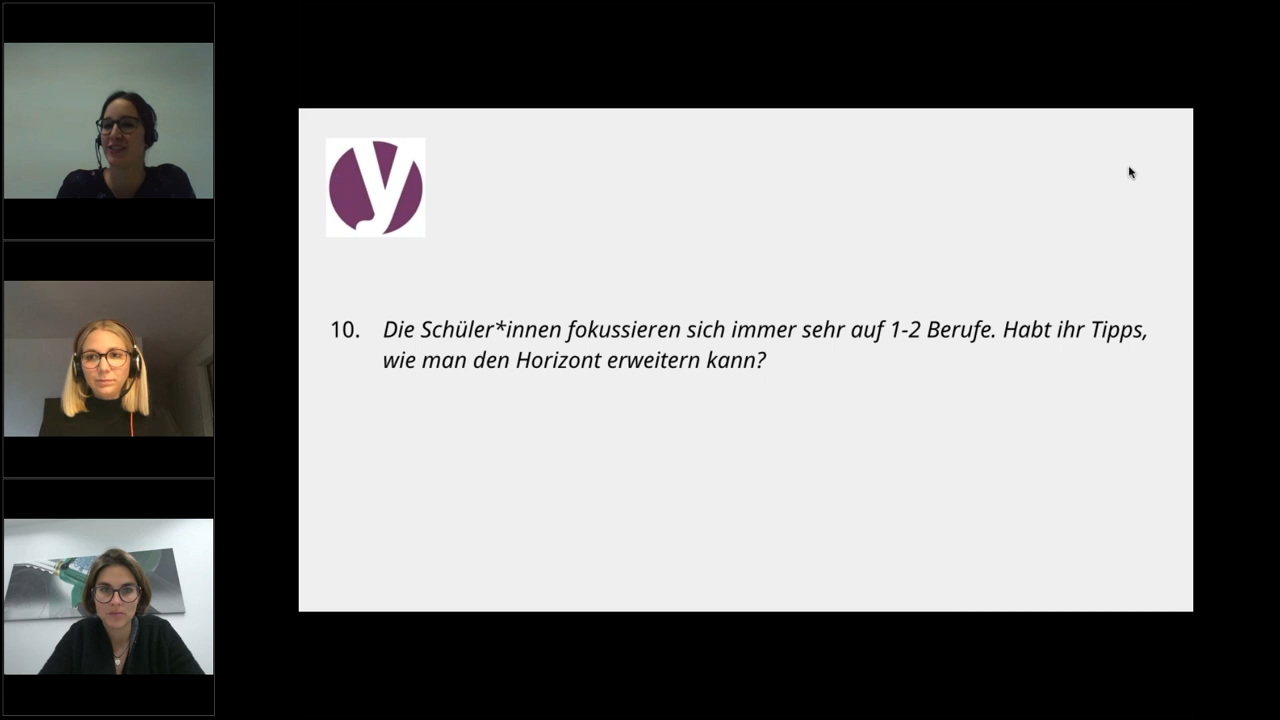 y
10. Die Schüler*innen fokussieren sich immer sehr auf 1-2 Berufe. Habt ihr Tipps,
wie man den Horizont erweitern kann?